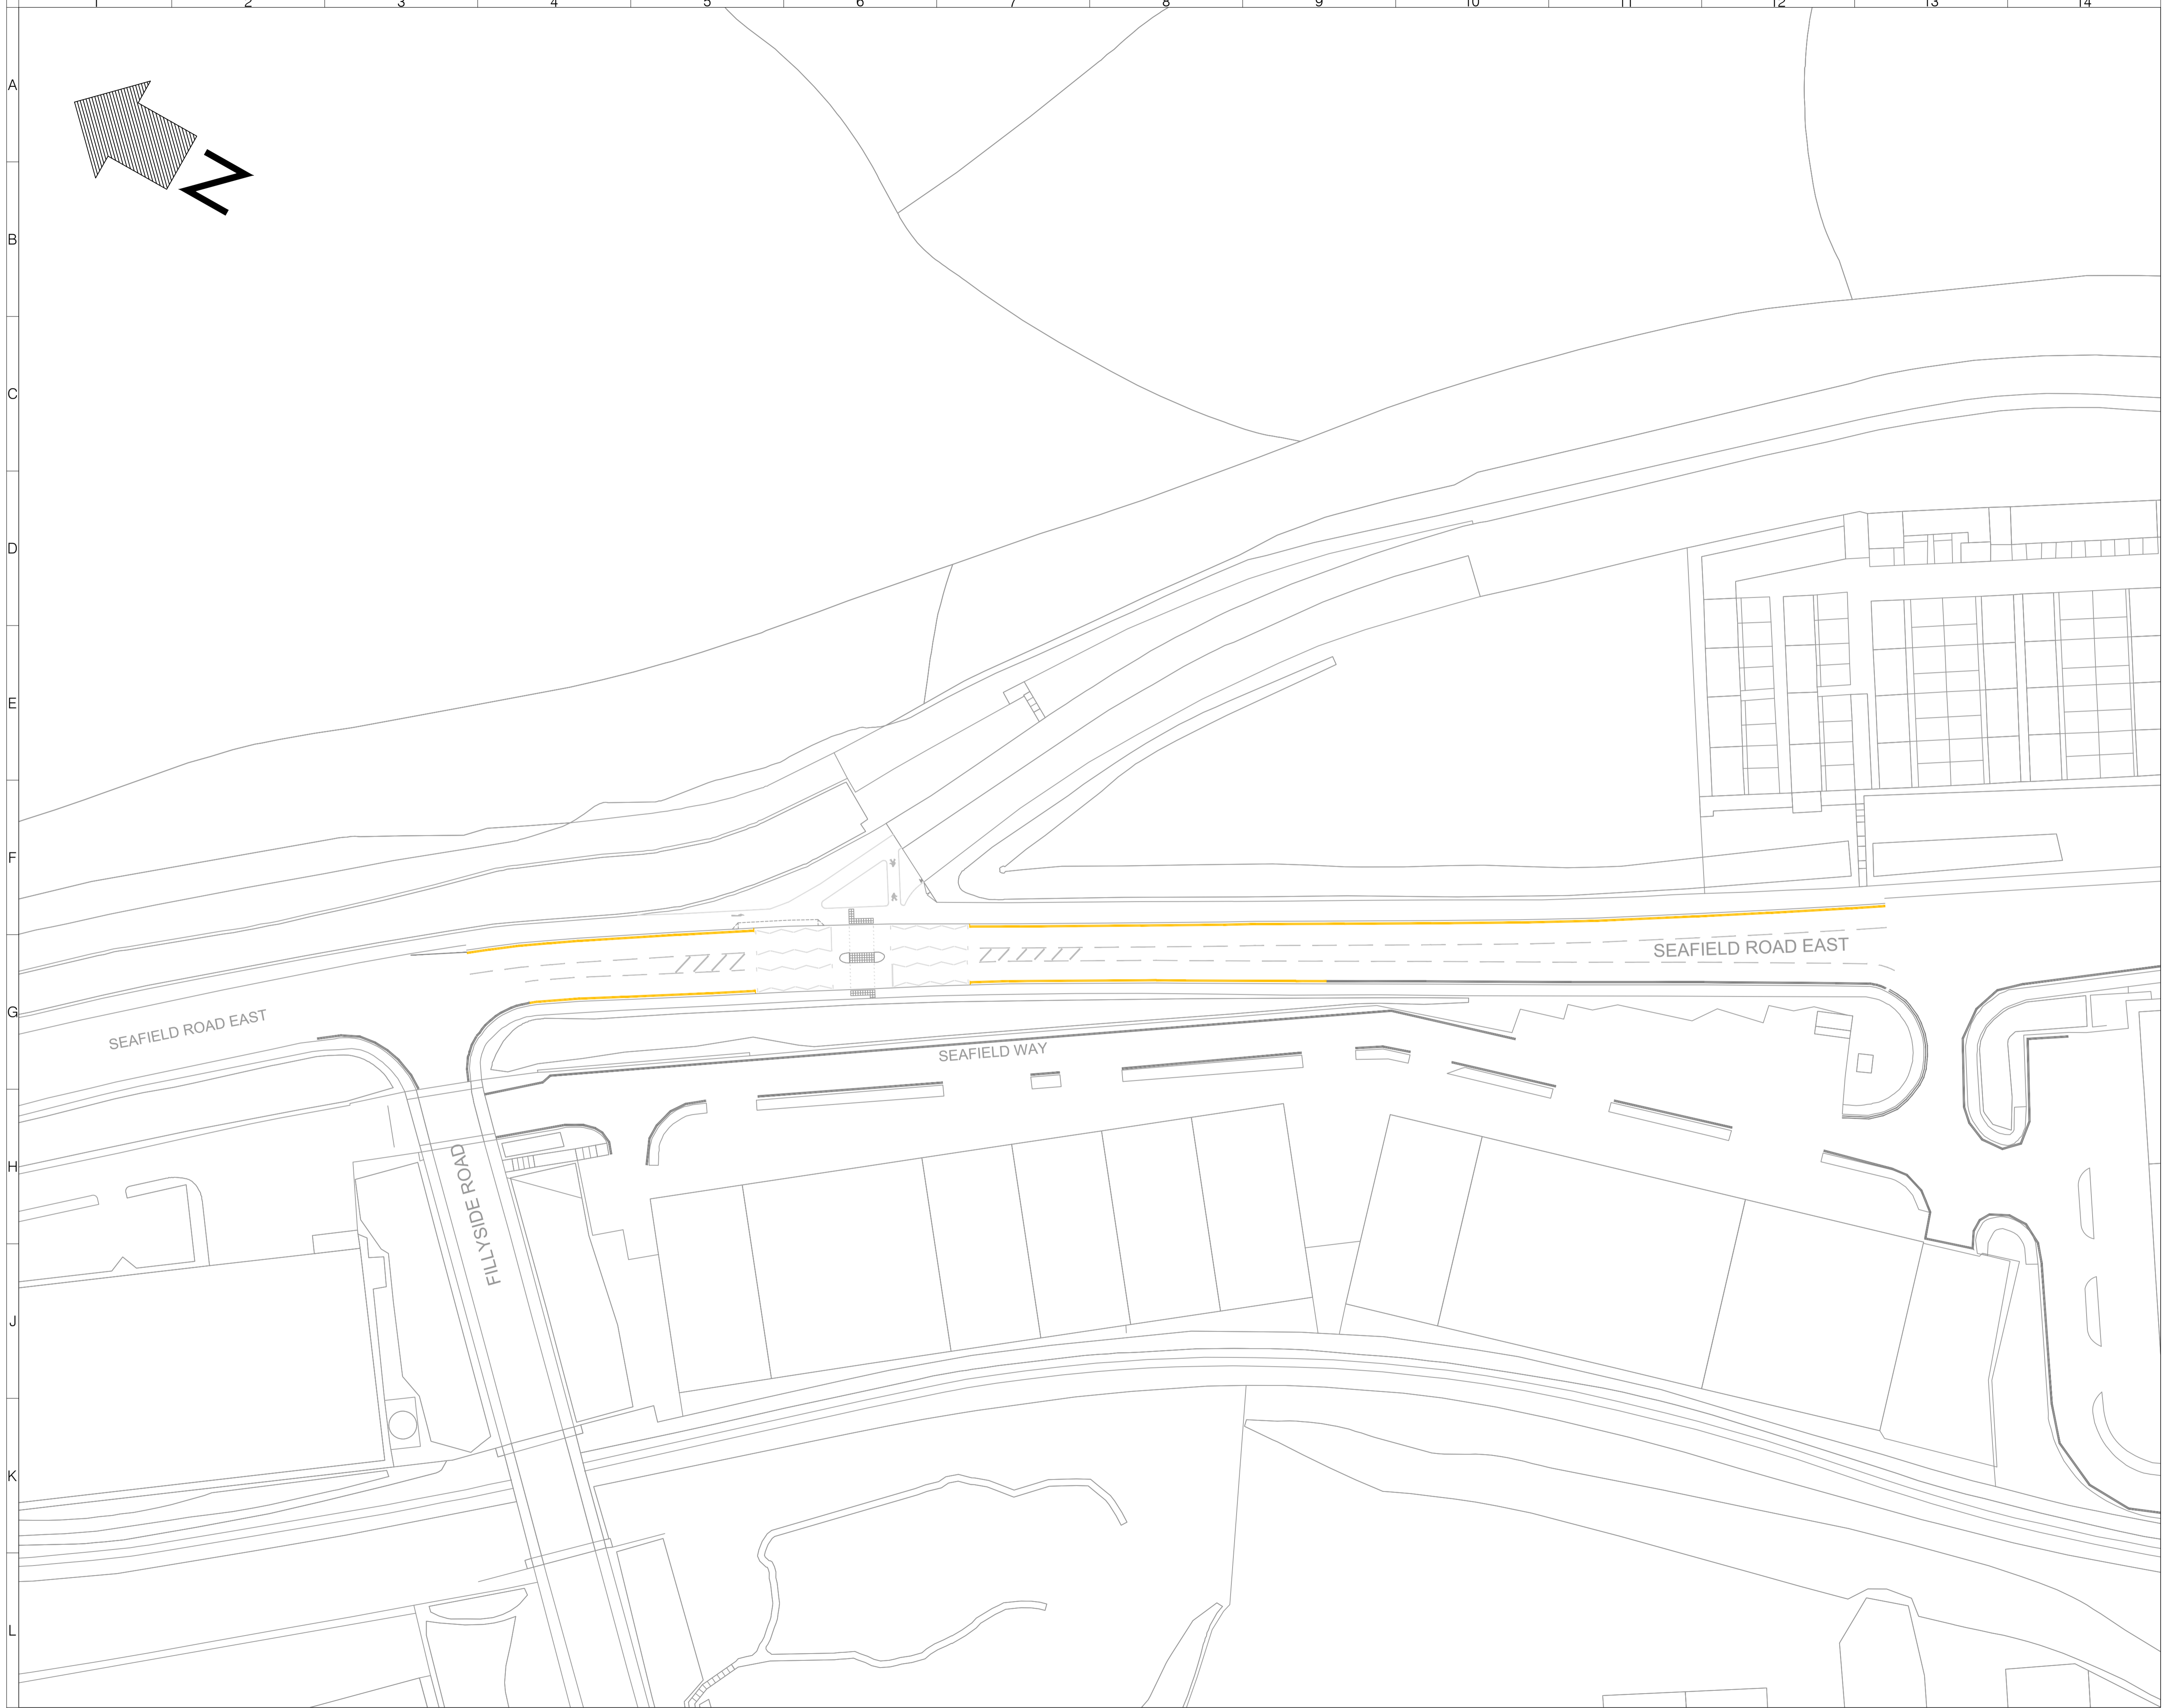 1 2 3 4 5 6 7 8 9 10 11 12 13 14
A
N
B
C
D
E
F
SEAFIELD ROAD EAST
G
SEAFIELD ROAD EAST
SEAFIELD WAY
H
FILLYSIDE ROAD
J
K
L